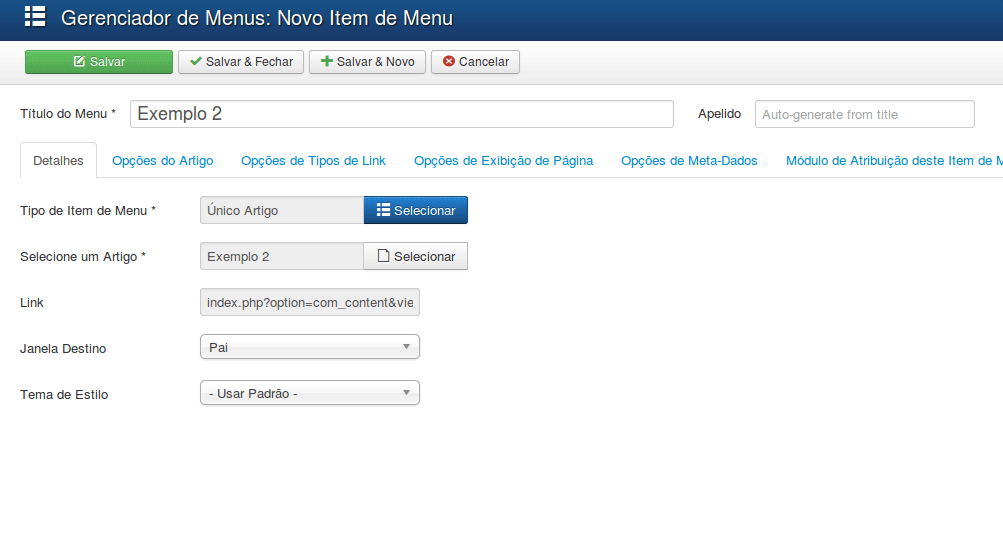 Gerenciador de Menus: Novo Item de Menu
Salvar Salvar & Fechar Salvar & Novo Cancelar
Título do Menu * Exemplo 2 Apelido Auto-generate from title
Detalhes Opções do Artigo Opções de Tipos de Link Opções de Exibição de Página Opções de Meta-Dados Módulo de Atribuição deste Item de M
Tipo de Item de Menu * Único Artigo Selecionar
Selecione um Artigo * Exemplo 2 Selecionar
Link index.php?option=com_content&vie
Janela Destino Pai
Tema de Estilo - Usar Padrão -